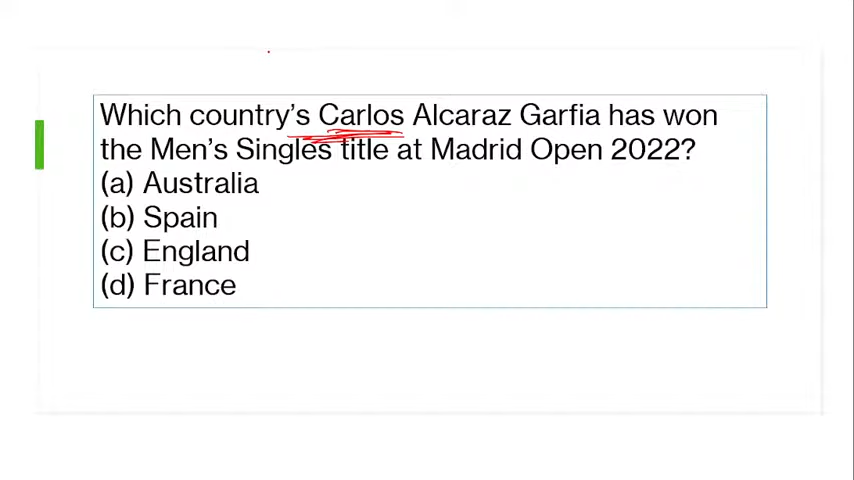 Which country’s Carlos Alcaraz Garfia has won
the Men’s Singles title at Madrid Open 2022?
(a) Australia
(b) Spain
(c) England
(d) France